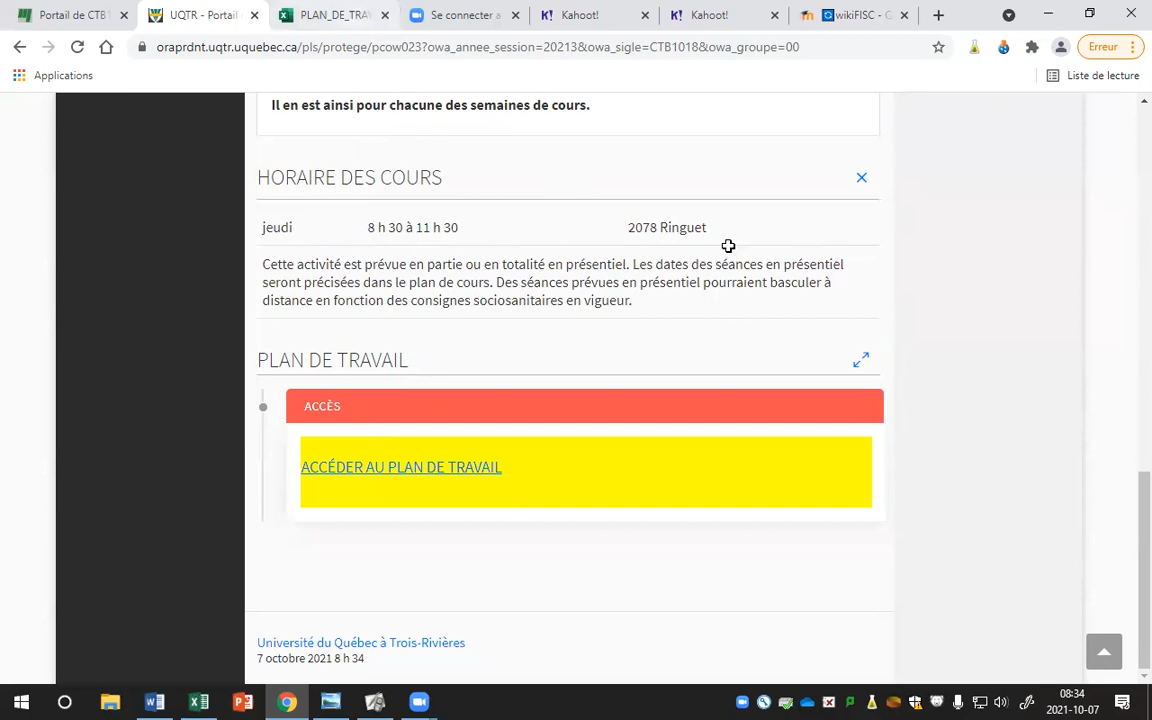 Portail de CTB1
UQTR - Portail
PLAN_DE_TRAV
Se connecter a
Kahoot!
Kahoot!
wikiFISC - C
oraprdnt.uqtr.uquebec.ca/pls/protege/pcow023?owa_annee_session=20213&owa_sigle=CTB1018&owa_groupe=00
Erreur
Applications
Liste de lecture
Il en est ainsi pour chacune des semaines de cours.
HORAIRE DES COURS
jeudi 8 h 30 à 11 h 30 2078 Ringuet
Cette activité est prévue en partie ou en totalité en présentiel. Les dates des séances en présentiel
seront précisées dans le plan de cours. Des séances prévues en présentiel pourraient basculer à
distance en fonction des consignes sociosanitaires en vigueur.
PLAN DE TRAVAIL
ACCÈS
ACCÉDER AU PLAN DE TRAVAIL
Université du Québec à Trois-Rivières
7 octobre 2021 8 h 34
08:34
2021-10-07